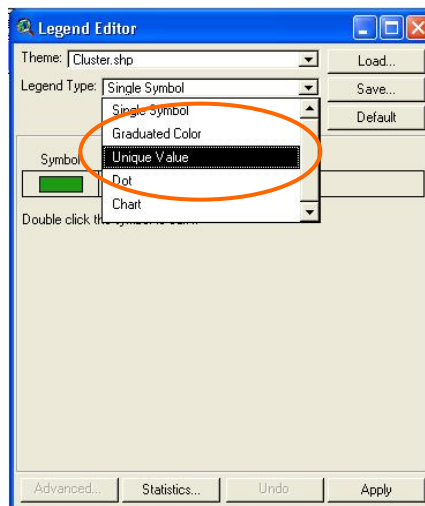 Legend Editor
Theme: Cluster.shp
Load...
Legend Type: Single Symbol
Save...
Single Symbol
Default
Graduated Color
Symbol
Unique Value
Dot
Chart
Double click the
Advanced...
Statistics...
Undo
Apply